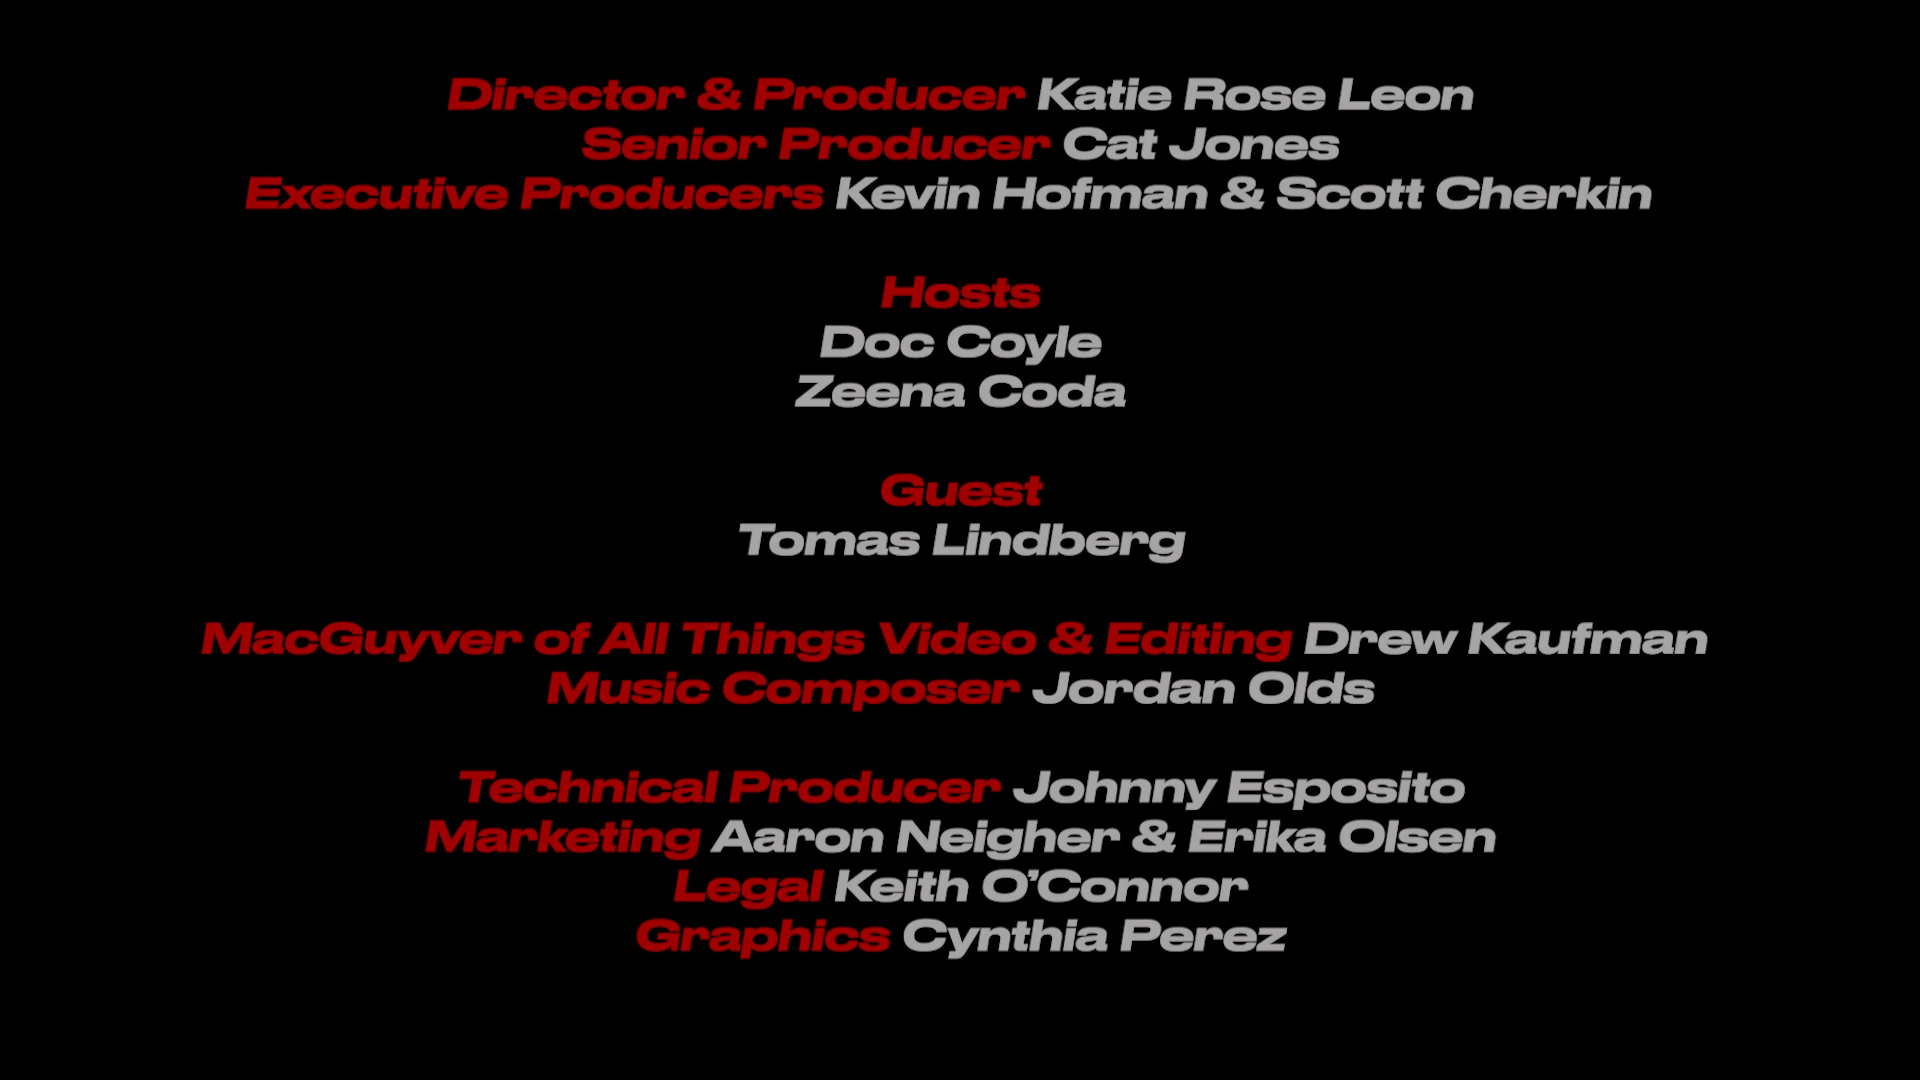 Director & Producer Katie Rose Leon
Senior Producer Cat Jones
Executive Producers Kevin Hofman & Scott Cherkin
Hosts
Doc Coyle
Zeena Coda
Guest
Tomas Lindberg
MacGuyver of All Things Video & Editing Drew Kaufman
Music Composer Jordan Olds
Technical Producer Johnny Esposito
Marketing Aaron Neigher & Erika Olsen
Legal Keith O’Connor
Graphics Cynthia Perez